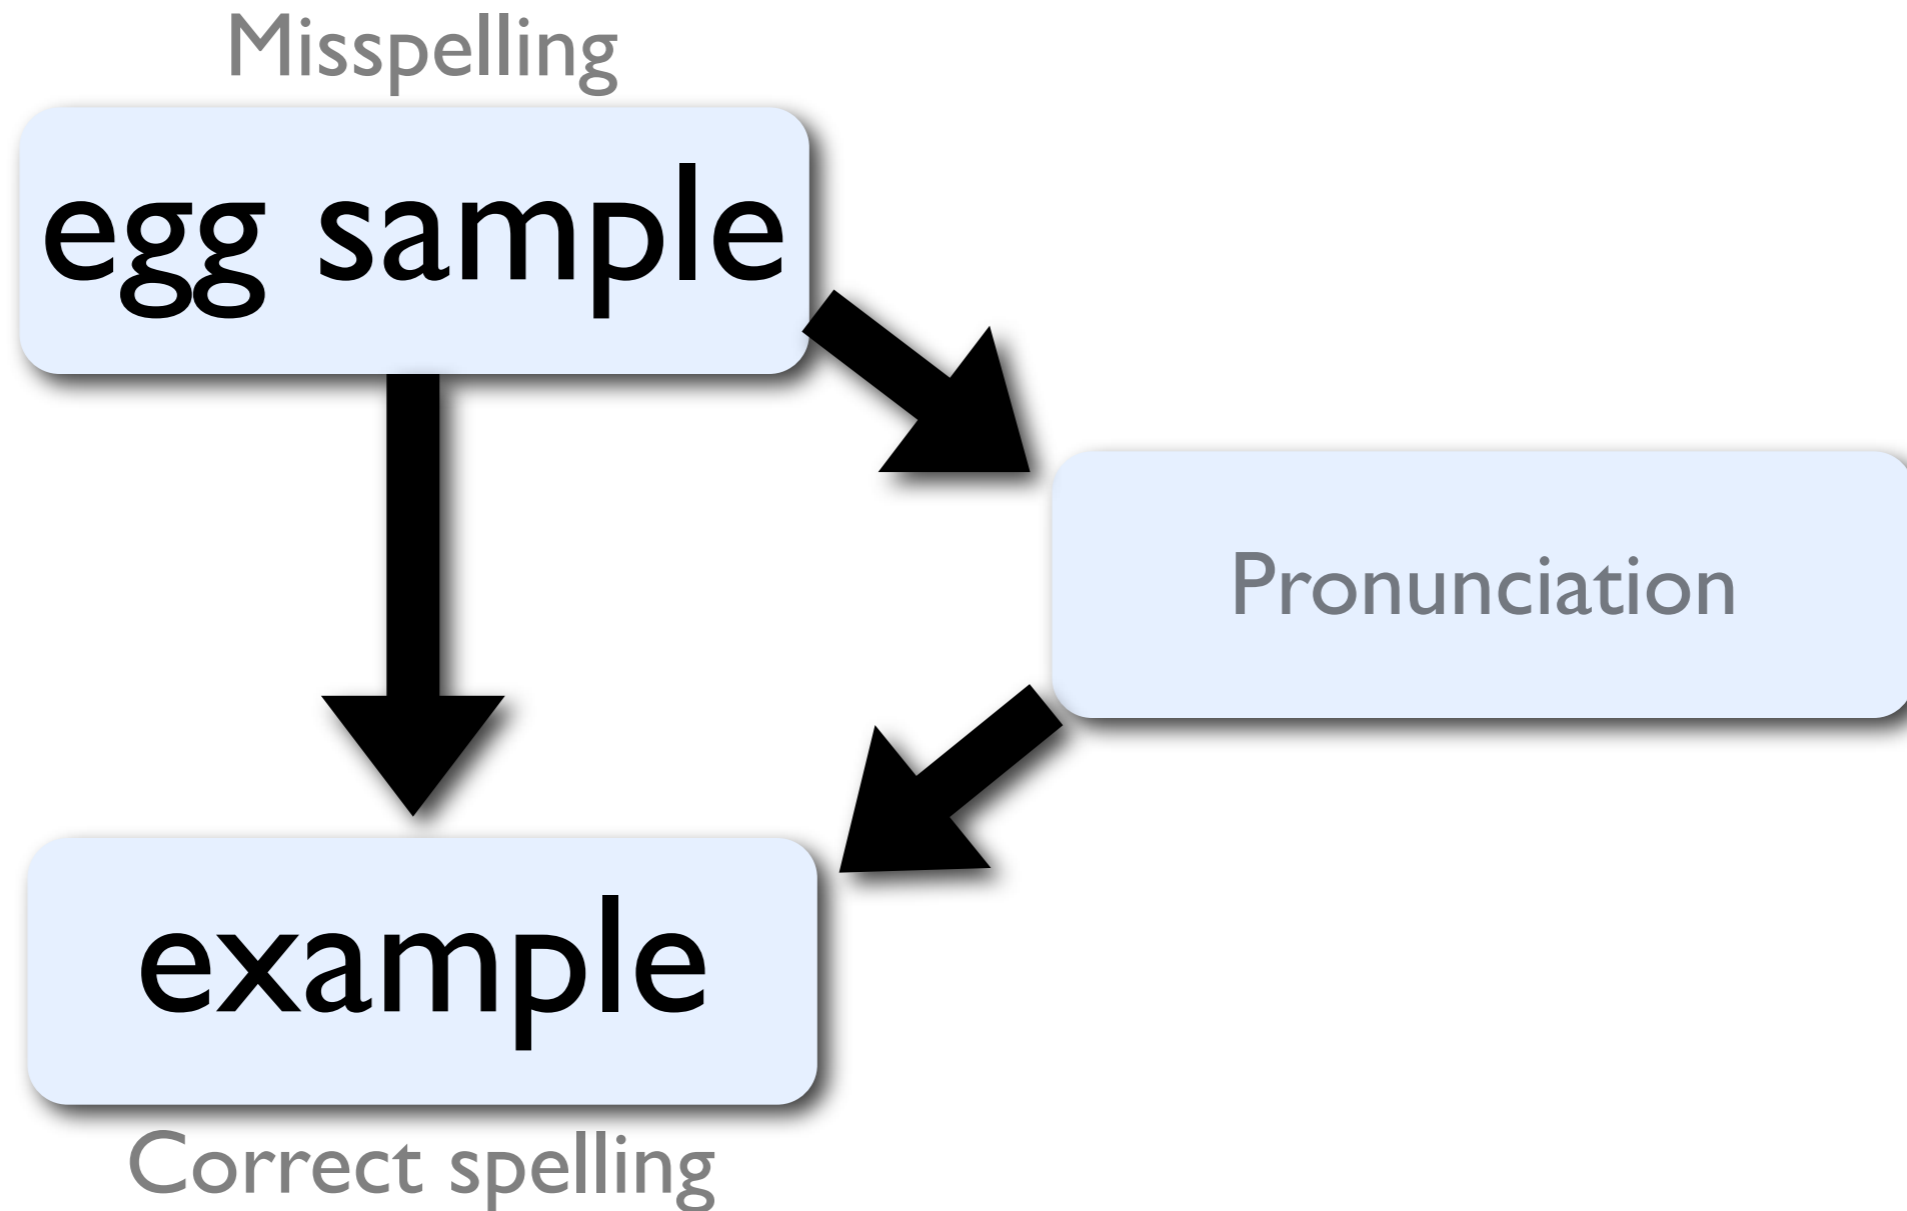 Misspelling
egg sample
Pronunciation
example
Correct spelling